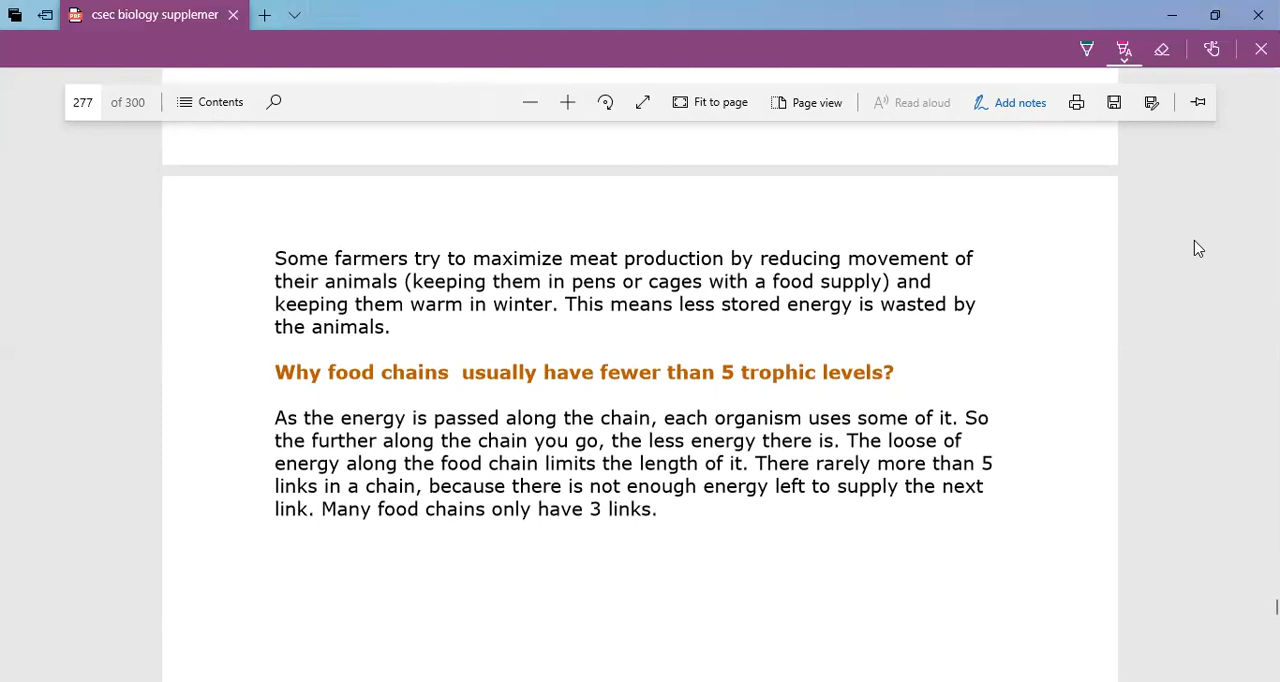 csec biology supplemer
277 of 300 Contents Fit to page Page view Read aloud Add notes
Some farmers try to maximize meat production by reducing movement of
their animals (keeping them in pens or cages with a food supply) and
keeping them warm in winter. This means less stored energy is wasted by
the animals.
Why food chains  usually have fewer than 5 trophic levels?
As the energy is passed along the chain, each organism uses some of it. So
the further along the chain you go, the less energy there is. The loose of
energy along the food chain limits the length of it. There rarely more than 5
links in a chain, because there is not enough energy left to supply the next
link. Many food chains only have 3 links.